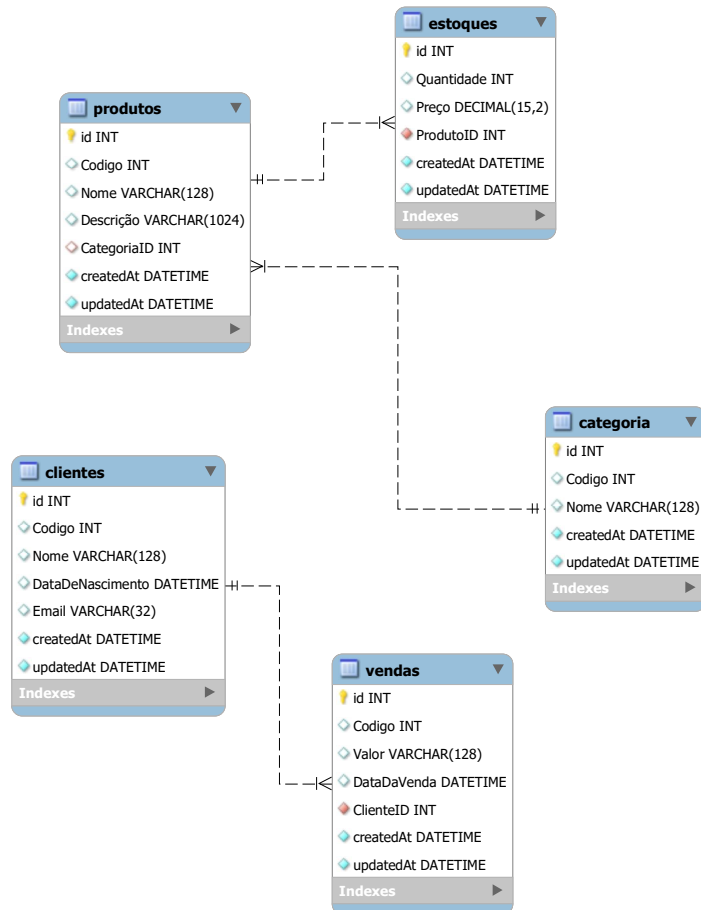 estoques
id INT
Quantidade INT
Preço DECIMAL(15,2)
ProdutoID INT
createdAt DATETIME
updatedAt DATETIME
Indexes
produtos
id INT
Codigo INT
Nome VARCHAR(128)
Descrição VARCHAR(1024)
CategoriaID INT
createdAt DATETIME
updatedAt DATETIME
Indexes
categoria
id INT
Codigo INT
Nome VARCHAR(128)
createdAt DATETIME
updatedAt DATETIME
Indexes
clientes
id INT
Codigo INT
Nome VARCHAR(128)
DataDeNascimento DATETIME
Email VARCHAR(32)
createdAt DATETIME
updatedAt DATETIME
Indexes
vendas
id INT
Codigo INT
Valor VARCHAR(128)
DataDaVenda DATETIME
ClienteID INT
createdAt DATETIME
updatedAt DATETIME
Indexes